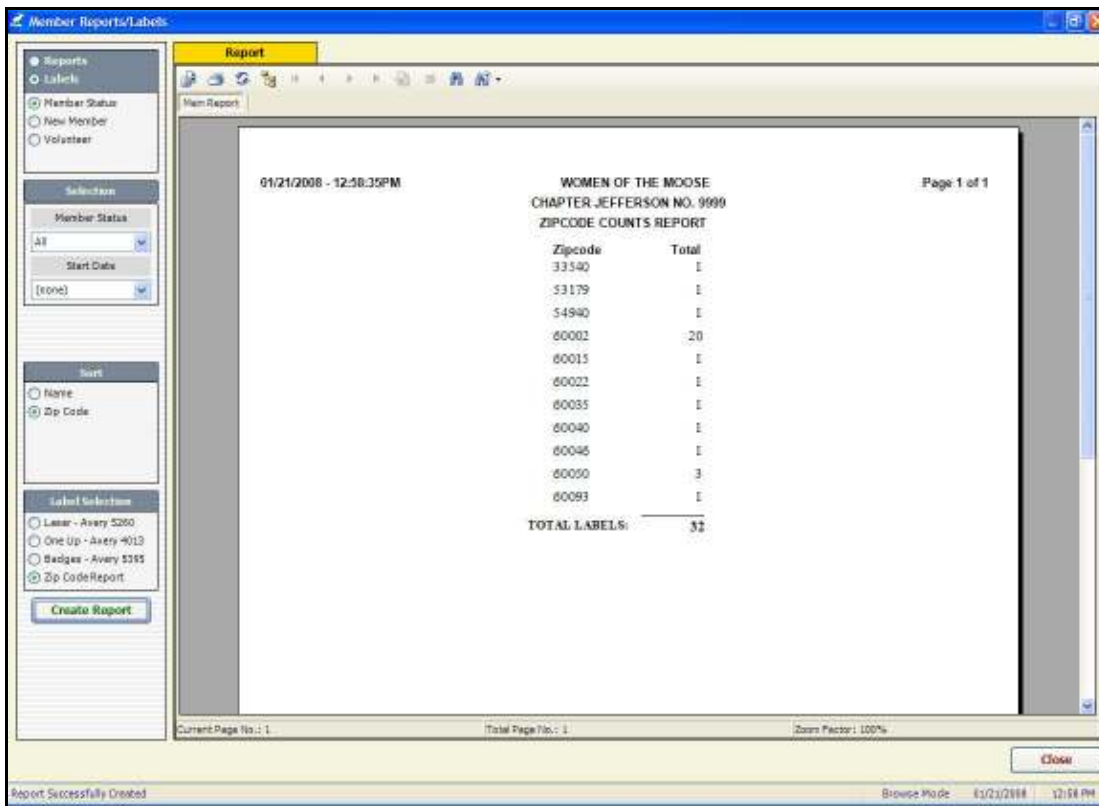 Member Reports/Labels
Reports
Labels
Member Status
New Member
Volunteer
Selection
Member Status
All
Start Date
(none)
Sort
Name
Zip Code
Label Selection
Laser - Avery 5260
One Up - Avery 4013
Badges - Avery 5395
Zip Code Report
Create Report
Report
Main Report
01/21/2008 - 12:58:35PM WOMEN OF THE MOOSE Page 1 of 1
CHAPTER JEFFERSON NO. 9999
ZIPCODE COUNTS REPORT
Zipcode Total
33540 1
53179 1
54940 1
60002 20
60015 1
60022 1
60035 1
60040 1
60046 1
60050 3
60093 1
TOTAL LABELS: 32
Current Page No.: 1 Total Page No.: 1 Zoom Factor: 100%
Close
Report Successfully Created Browse Mode 01/21/2008 12:58 PM